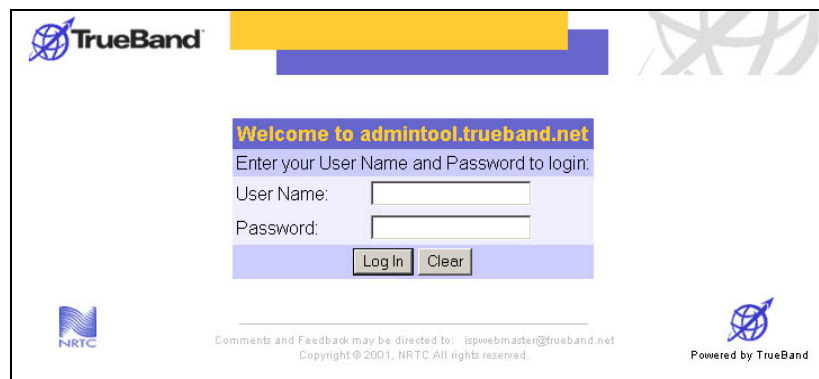 TrueBand
Welcome to admintool.trueband.net
Enter your User Name and Password to login:
User Name:
Password:
Log In Clear
NRTC
Comments and Feedback may be directed to: ispwebmaster@trueband.net
Copyright © 2001, NRTC All rights reserved.
Powered by TrueBand